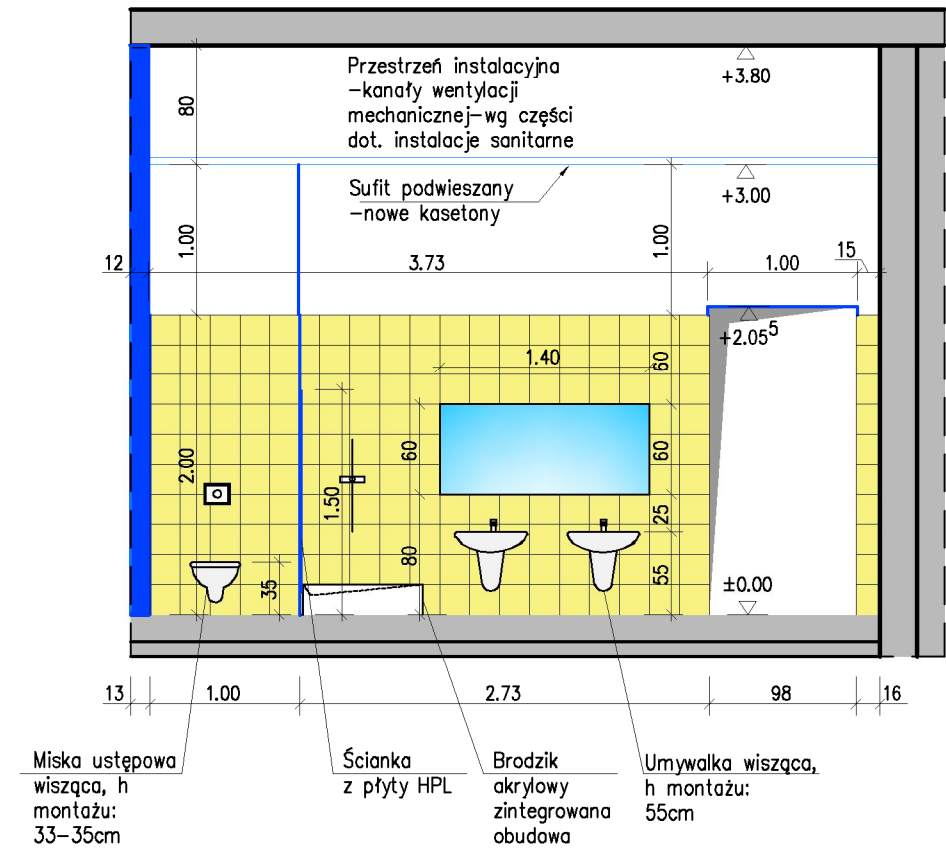 Przestrzeń instalacyjna
-kanały wentylacji
mechanicznej-wg części
dot. instalacje sanitarne
+3.80
80
Sufit podwieszany
-nowe kasetony
+3.00
1.00
1.00
12
3.73
1.00
15
+2.05⁵
1.40
60
2.00
1.50
60
60
25
35
80
55
±0.00
13
1.00
2.73
98
16
Miska ustępowa
wisząca, h
montażu:
33-35cm
Ścianka
z płyty HPL
Brodzik
akrylowy
zintegrowana
obudowa
Umywalka wisząca,
h montażu:
55cm